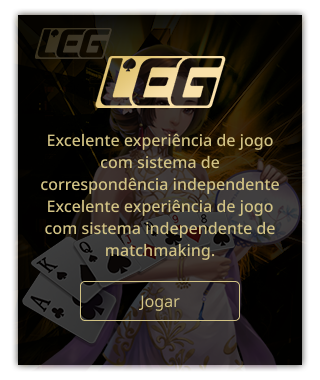 LEG
LEG
Excelente experiência de jogo
com sistema de
correspondência independente
Excelente experiência de jogo
com sistema independente de
matchmaking.
Jogar